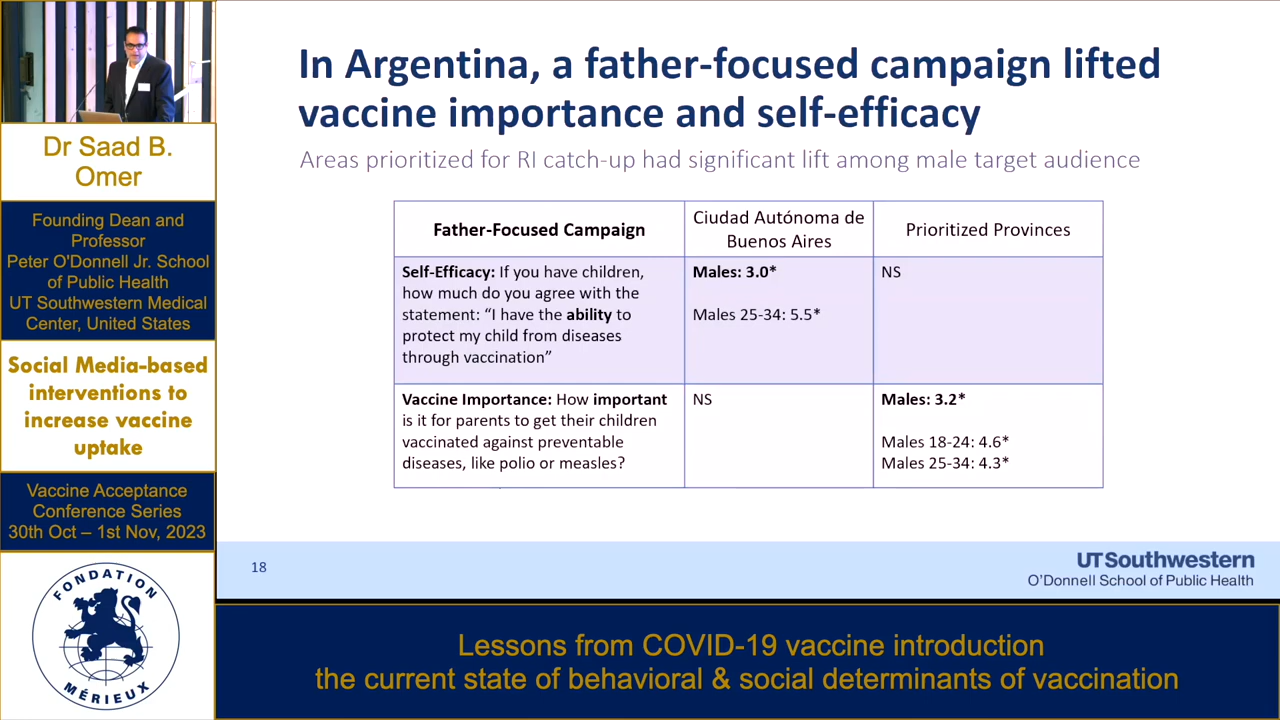 Dr Saad B.
Omer
Founding Dean and
Professor
Peter O'Donnell Jr. School
of Public Health
UT Southwestern Medical
Center, United States
Social Media-based
interventions to
increase vaccine
uptake
Vaccine Acceptance
Conference Series
30th Oct – 1st Nov, 2023
FONDATION
MÉRIEUX
In Argentina, a father-focused campaign lifted
vaccine importance and self-efficacy
Areas prioritized for RI catch-up had significant lift among male target audience
Father-Focused Campaign
Ciudad Autónoma de
Buenos Aires
Prioritized Provinces
Self-Efficacy: If you have children,
how much do you agree with the
statement: “I have the ability to
protect my child from diseases
through vaccination”
Males: 3.0*
Males 25-34: 5.5*
NS
Vaccine Importance: How important
is it for parents to get their children
vaccinated against preventable
diseases, like polio or measles?
NS
Males: 3.2*
Males 18-24: 4.6*
Males 25-34: 4.3*
18
UTSouthwestern
O’Donnell School of Public Health
Lessons from COVID-19 vaccine introduction
the current state of behavioral & social determinants of vaccination